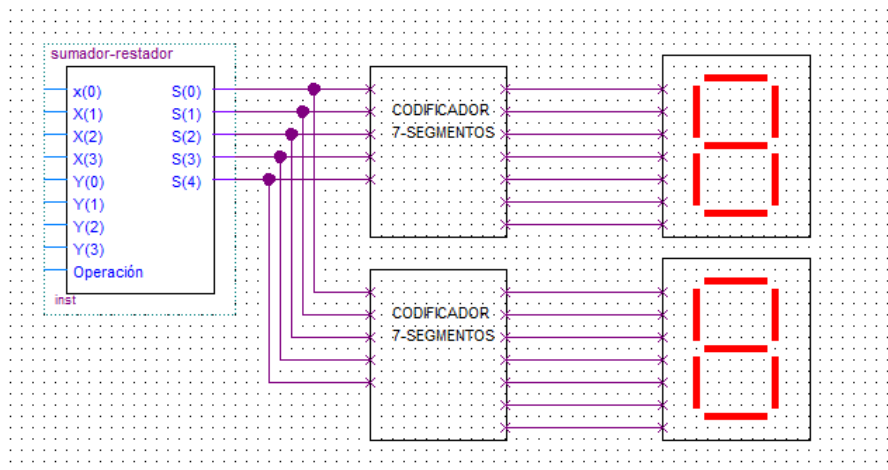 sumador-restador
x(0) S(0)
X(1) S(1)
X(2) S(2)
X(3) S(3)
Y(0) S(4)
Y(1)
Y(2)
Y(3)
Operación
inst
CODIFICADOR
7-SEGMENTOS
CODIFICADOR
7-SEGMENTOS